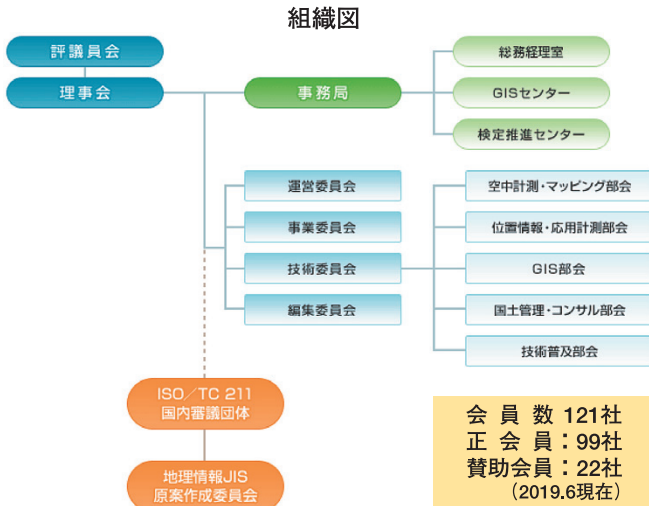 組織図
評議員会
理事会
事務局
総務経理室
GISセンター
検定推進センター
運営委員会
事業委員会
技術委員会
編集委員会
空中計測・マッピング部会
位置情報・応用計測部会
GIS部会
国土管理・コンサル部会
技術普及部会
ISO/TC 211
国内審議団体
地理情報JIS
原案作成委員会
会 員 数 121社
正 会 員：99社
賛助会員：22社
（2019.6現在）